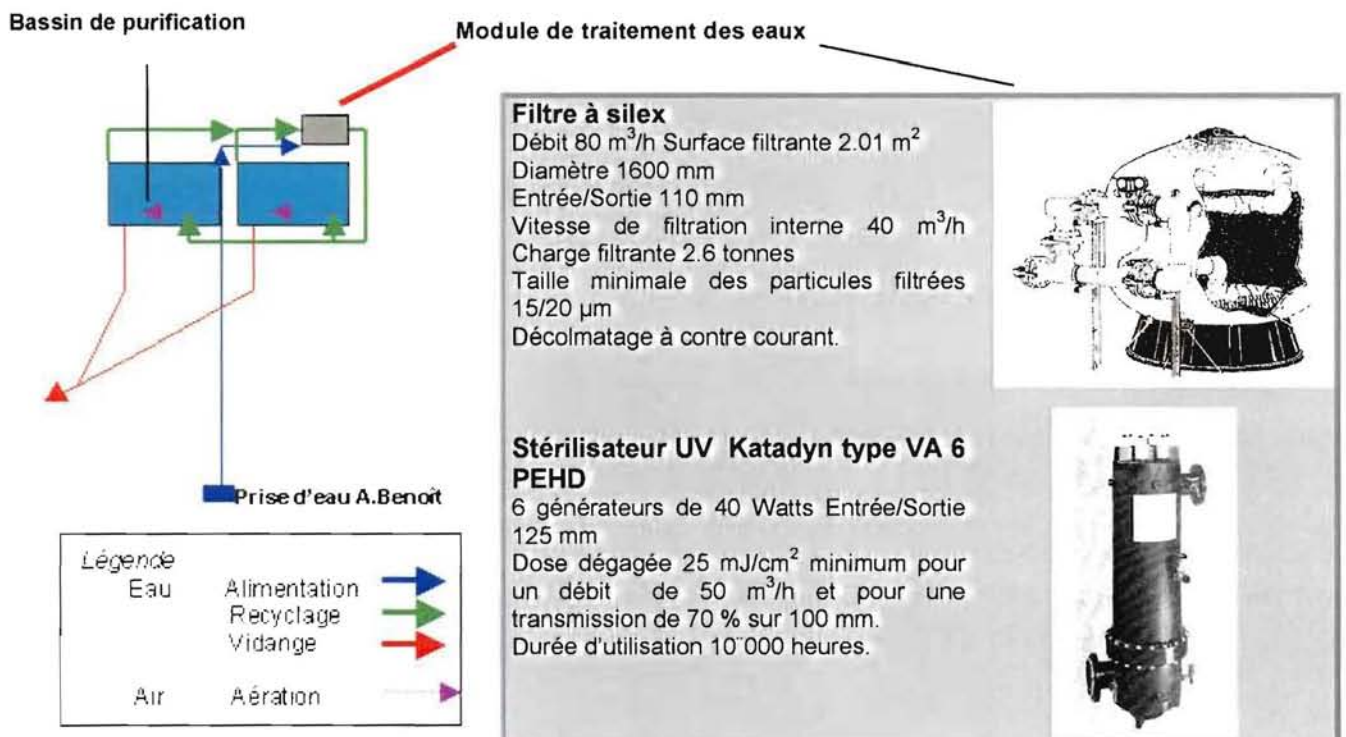 Bassin de purification
Module de traitement des eaux
Filtre à silex
Débit 80 m³/h Surface filtrante 2.01 m²
Diamètre 1600 mm
Entrée/Sortie 110 mm
Vitesse de filtration interne 40 m³/h
Charge filtrante 2.6 tonnes
Taille minimale des particules filtrées
15/20 µm
Décolmatage à contre courant.
Stérilisateur UV Katadyn type VA 6
PEHD
6 générateurs de 40 Watts Entrée/Sortie
125 mm
Dose dégagée 25 mJ/cm² minimum pour
un débit de 50 m³/h et pour une
transmission de 70 % sur 100 mm.
Durée d'utilisation 10¨000 heures.
Prise d'eau A.Benoît
Légende
Eau Alimentation
Recyclage
Vidange
Air Aération